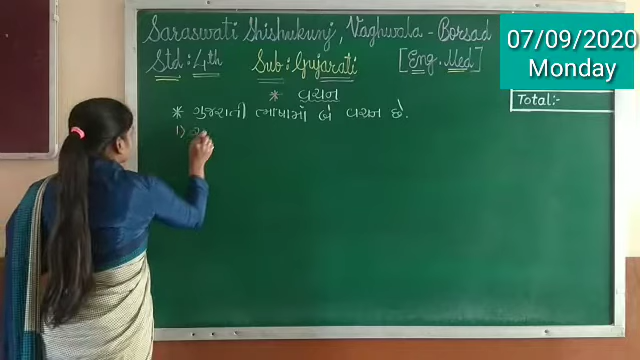 Saraswati Shishukunj, Vaghwala - Borsad
Std : 4th Sub : Gujarati [Eng. Med]
07/09/2020
Monday
Total:-
* વચન
* ગુજરાતી ભાષામાં બે વચન છે.
1)